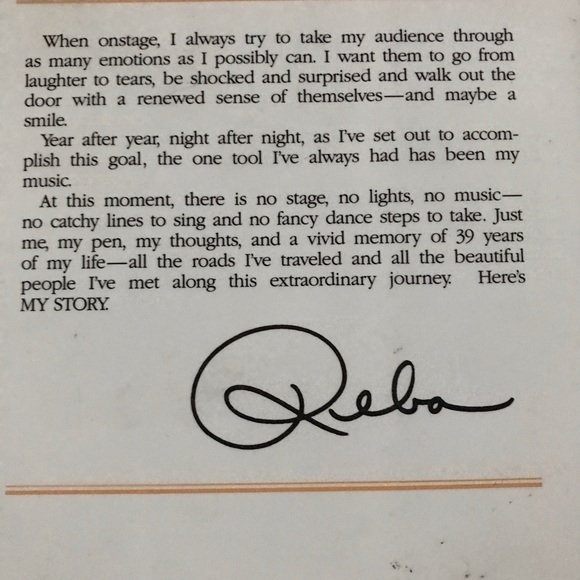 When onstage, I always try to take my audience through
as many emotions as I possibly can. I want them to go from
laughter to tears, be shocked and surprised and walk out the
door with a renewed sense of themselves—and maybe a
smile.
Year after year, night after night, as I've set out to accom-
plish this goal, the one tool I've always had has been my
music.
At this moment, there is no stage, no lights, no music—
no catchy lines to sing and no fancy dance steps to take. Just
me, my pen, my thoughts, and a vivid memory of 39 years
of my life—all the roads I've traveled and all the beautiful
people I've met along this extraordinary journey. Here's
MY STORY.
Reba